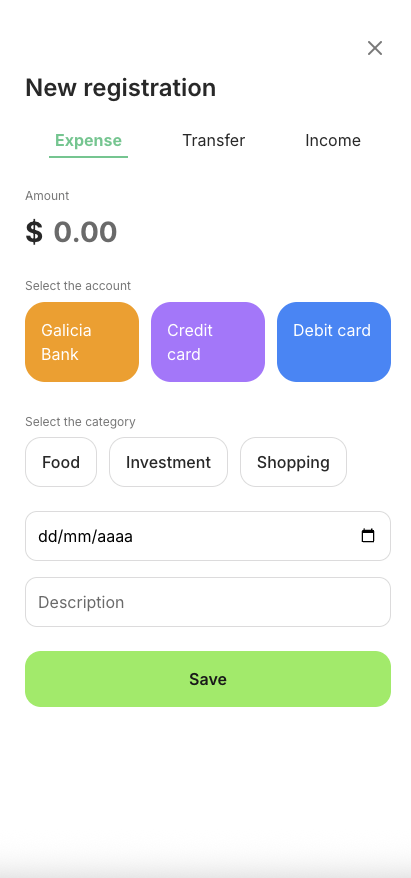 New registration
Expense Transfer Income
Amount
$ 0.00
Select the account
Galicia Bank
Credit card
Debit card
Select the category
Food Investment Shopping
dd/mm/aaaa
Description
Save